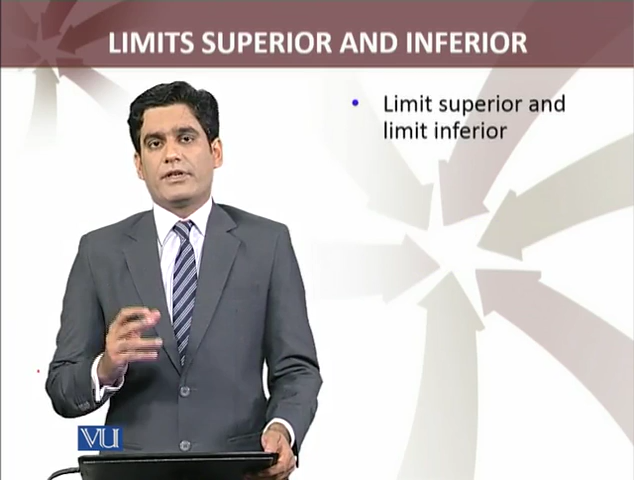 LIMITS SUPERIOR AND INFERIOR
• Limit superior and
limit inferior
VU